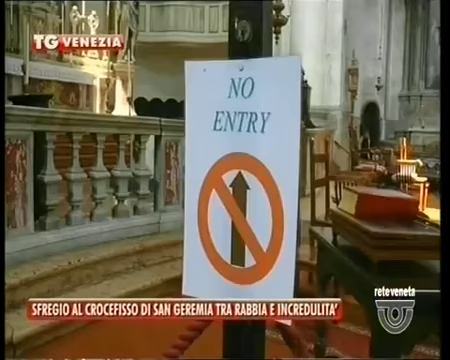 TG VENEZIA
NO
ENTRY
SFREGIO AL CROCEFISSO DI SAN GEREMIA TRA RABBIA E INCREDULITA'
reteveneta